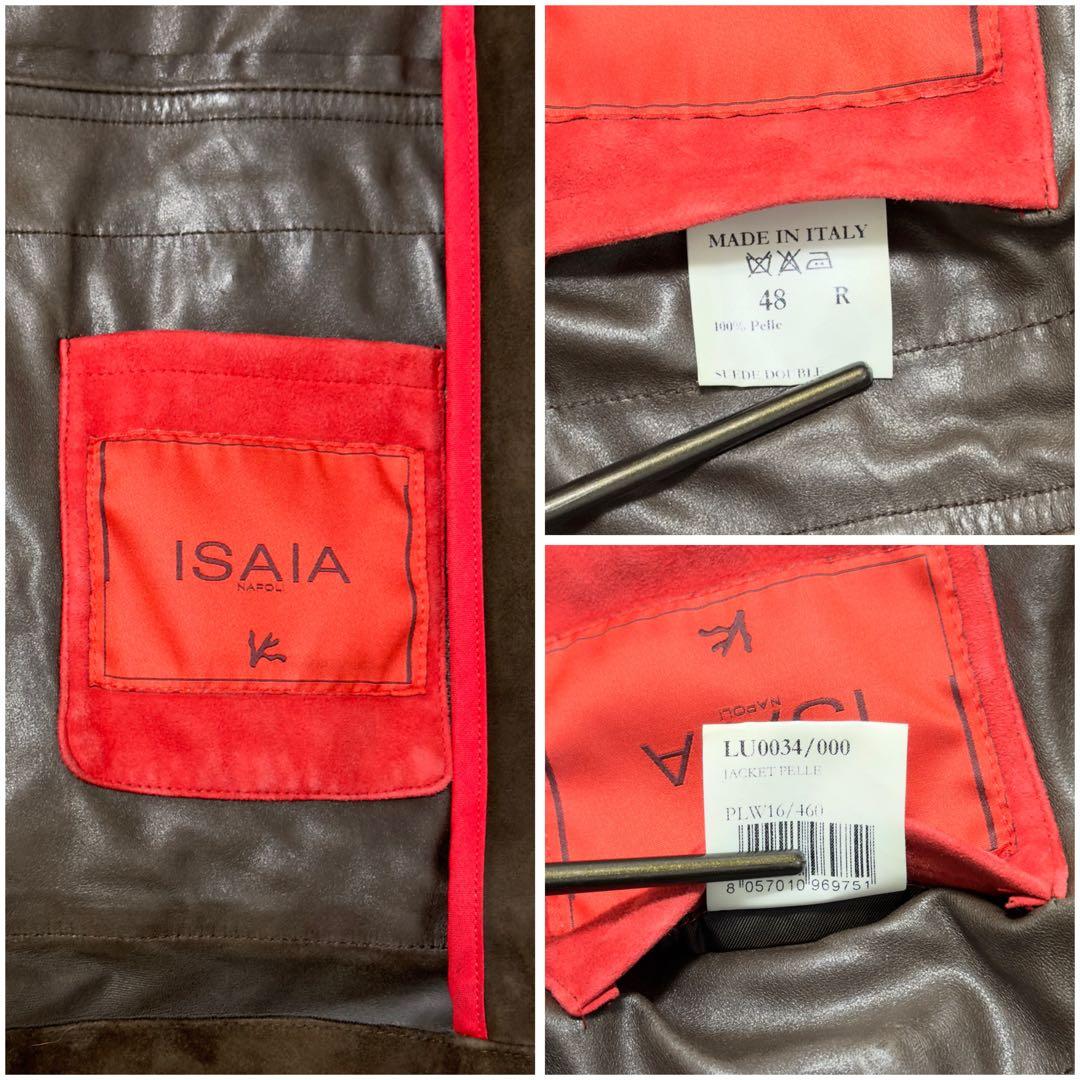 ISAIA
NAPOLI
MADE IN ITALY
48 R
100% Pelle
SUEDE DOUBLE
ISA
NAPOLI
A
LU0034/000
JACKET PELLE
PLW16/460
8 057010 969751